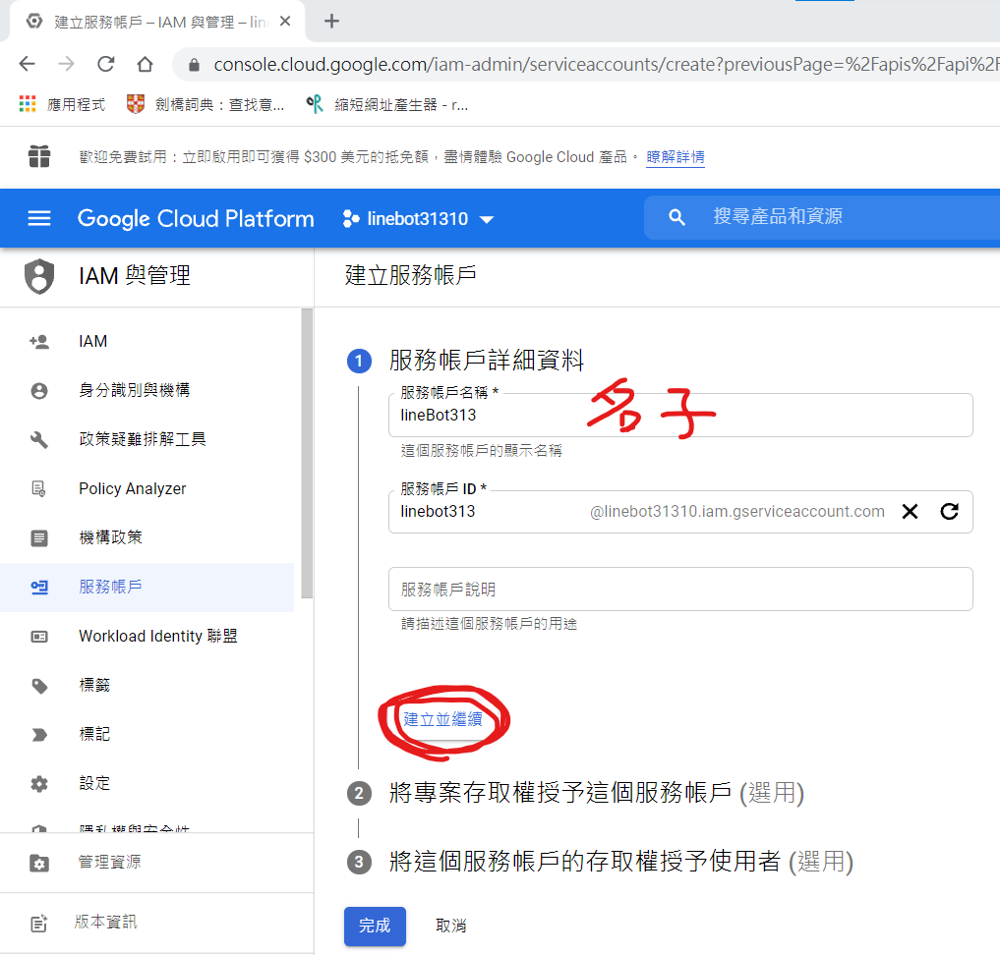 建立服務帳戶 – IAM 與管理 – line
console.cloud.google.com/iam-admin/serviceaccounts/create?previousPage=%2Fapis%2Fapi%2F
應用程式
劍橋詞典：查找意...
縮短網址產生器 - r...
歡迎免費試用：立即啟用即可獲得 $300 美元的抵免額，盡情體驗 Google Cloud 產品。 瞭解詳情
Google Cloud Platform
linebot31310
搜尋產品和資源
IAM 與管理
建立服務帳戶
IAM
身分識別與機構
政策疑難排解工具
Policy Analyzer
機構政策
服務帳戶
Workload Identity 聯盟
標籤
標記
設定
隱私權與安全性
管理資源
版本資訊
1 服務帳戶詳細資料
服務帳戶名稱 *
lineBot313
名子
這個服務帳戶的顯示名稱
服務帳戶 ID *
linebot313
@linebot31310.iam.gserviceaccount.com
服務帳戶說明
請描述這個服務帳戶的用途
建立並繼續
2 將專案存取權授予這個服務帳戶 (選用)
3 將這個服務帳戶的存取權授予使用者 (選用)
完成
取消